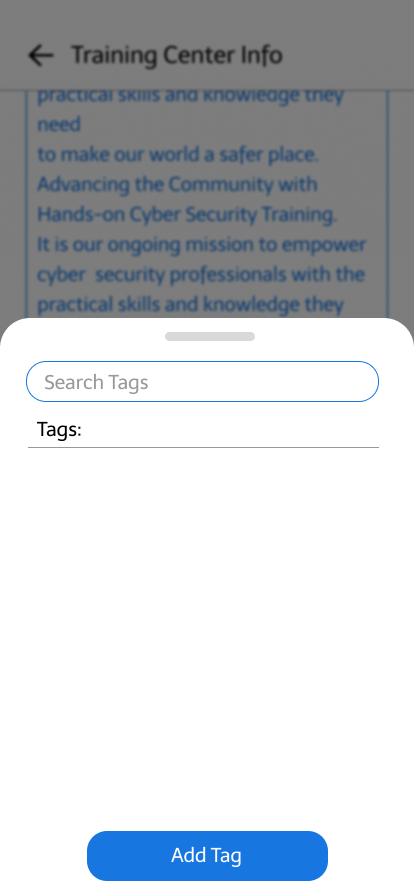 Training Center Info
practical skills and knowledge they
need
to make our world a safer place.
Advancing the Community with
Hands-on Cyber Security Training.
It is our ongoing mission to empower
cyber  security professionals with the
practical skills and knowledge they
Search Tags
Tags:
Add Tag